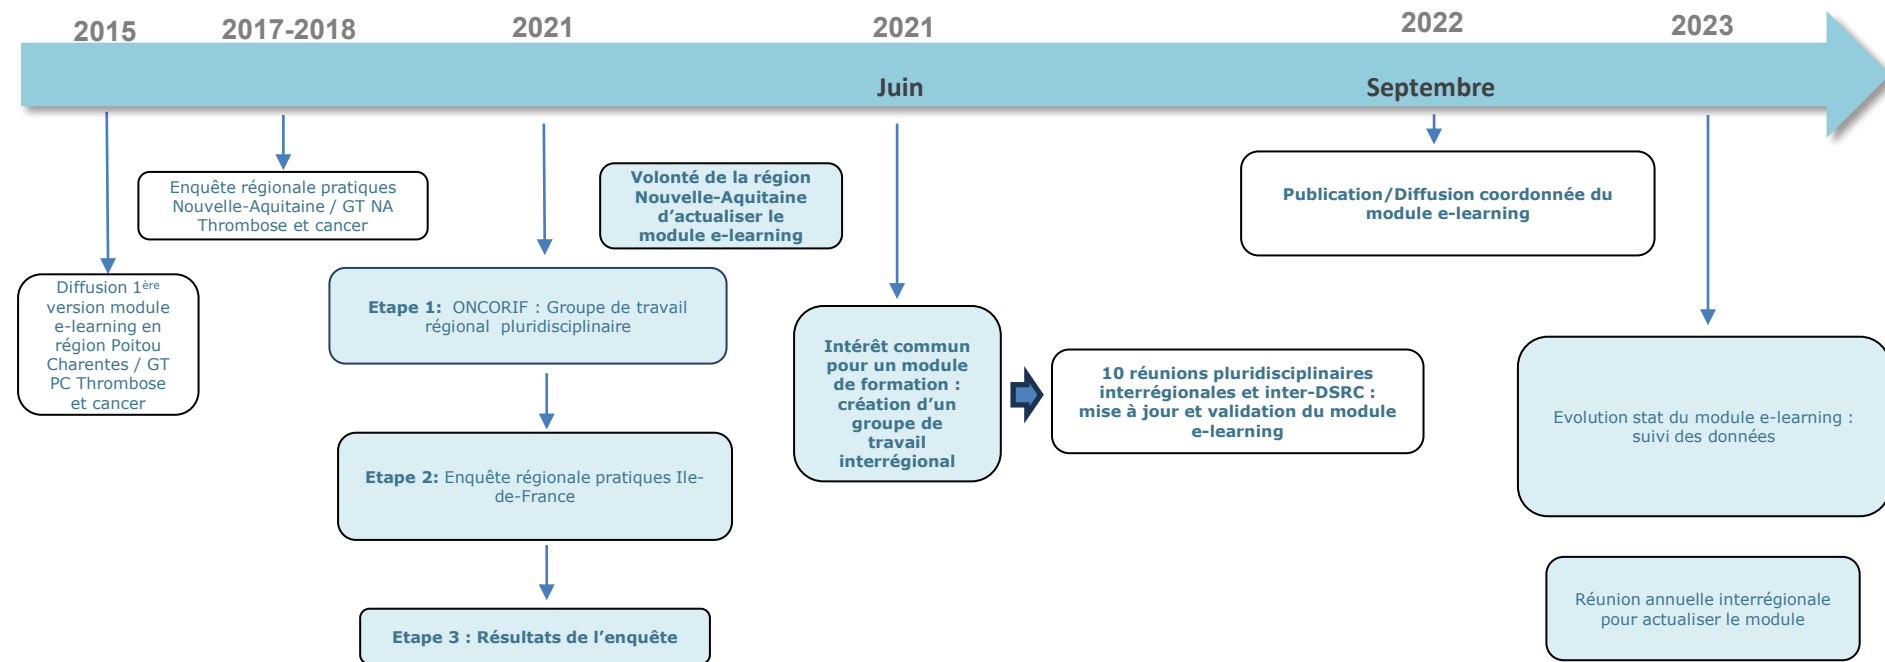 2015
2017-2018
2021
2021
2022
2023
Juin
Septembre
Diffusion 1ère
version module
e-learning en
région Poitou
Charentes / GT
PC Thrombose
et cancer
Enquête régionale pratiques
Nouvelle-Aquitaine / GT NA
Thrombose et cancer
Etape 1: ONCORIF : Groupe de travail
régional pluridisciplinaire
Etape 2: Enquête régionale pratiques Ile-
de-France
Etape 3 : Résultats de l’enquête
Volonté de la région
Nouvelle-Aquitaine
d’actualiser le
module e-learning
Intérêt commun
pour un module
de formation :
création d’un
groupe de
travail
interrégional
10 réunions pluridisciplinaires
interrégionales et inter-DSRC :
mise à jour et validation du module
e-learning
Publication/Diffusion coordonnée du
module e-learning
Evolution stat du module e-learning :
suivi des données
Réunion annuelle interrégionale
pour actualiser le module